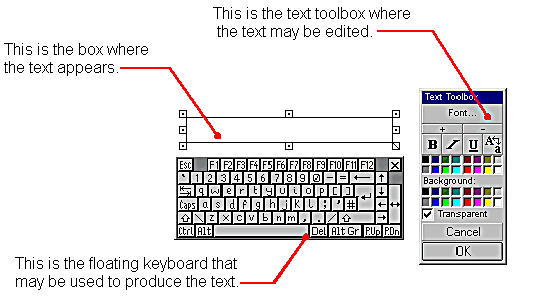 This is the text toolbox where
the text may be edited.
This is the box where
the text appears.
Text Toolbox
Font...
+ -
B I U A a
Background:
Transparent
Cancel
OK
Esc F1 F2 F3 F4 F5 F6 F7 F8 F9 F10 F11 F12
` 1 2 3 4 5 6 7 8 9 0 - =
q w e r t y u i o p [ ]
Caps a s d f g h j k l ; ' #
\ z x c v b n m , . /
Ctrl Alt Del Alt Gr P.Up P.Dn
This is the floating keyboard that
may be used to produce the text.